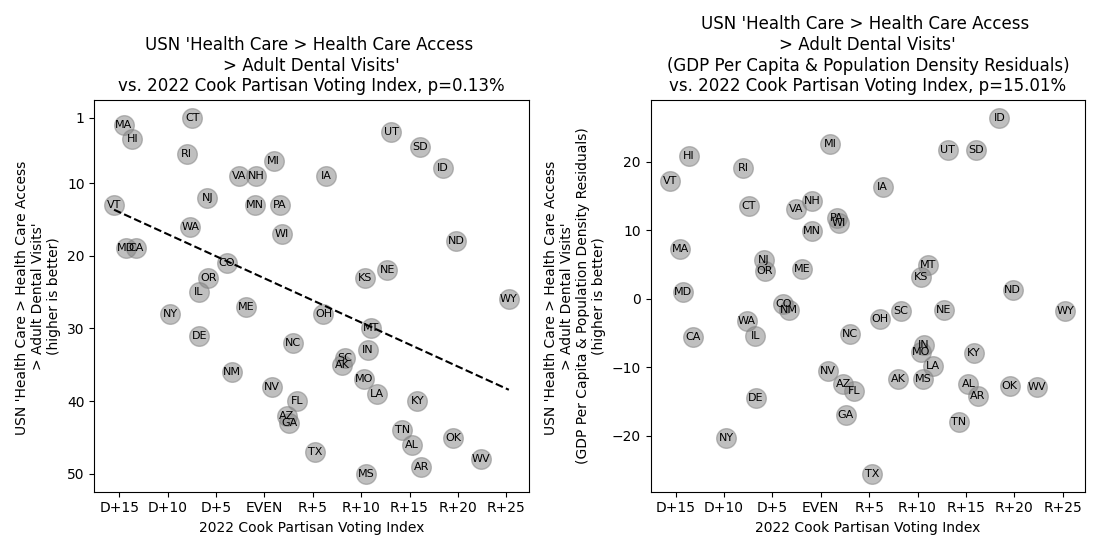 USN 'Health Care > Health Care Access
> Adult Dental Visits'
vs. 2022 Cook Partisan Voting Index, p=0.13%
USN 'Health Care > Health Care Access
> Adult Dental Visits'
(higher is better)
1
10
20
30
40
50
MA
HI
CT
RI
VT
MD
CA
NJ
WA
VA
NH
MI
MN
PA
WI
IA
UT
SD
ID
ND
CO
OR
IL
NY
DE
ME
NM
NV
NC
FL
AZ
GA
TX
OH
KS
NE
MT
IN
SC
AK
MO
LA
KY
TN
AL
OK
AR
MS
WV
WY
D+15
D+10
D+5
EVEN
R+5
R+10
R+15
R+20
R+25
2022 Cook Partisan Voting Index
USN 'Health Care > Health Care Access
> Adult Dental Visits'
(GDP Per Capita & Population Density Residuals)
vs. 2022 Cook Partisan Voting Index, p=15.01%
USN 'Health Care > Health Care Access
> Adult Dental Visits'
(GDP Per Capita & Population Density Residuals)
(higher is better)
20
10
0
−10
−20
ID
MI
UT
SD
HI
RI
VT
IA
NH
CT
VA
PA
WI
MN
MA
NJ
OR
ME
MT
KS
MD
ND
CO
NM
SC
NE
WY
WA
OH
CA
IL
NC
IN
MO
KY
LA
NV
AK
MS
AZ
FL
AL
AR
OK
WV
DE
GA
TN
NY
TX
D+15
D+10
D+5
EVEN
R+5
R+10
R+15
R+20
R+25
2022 Cook Partisan Voting Index